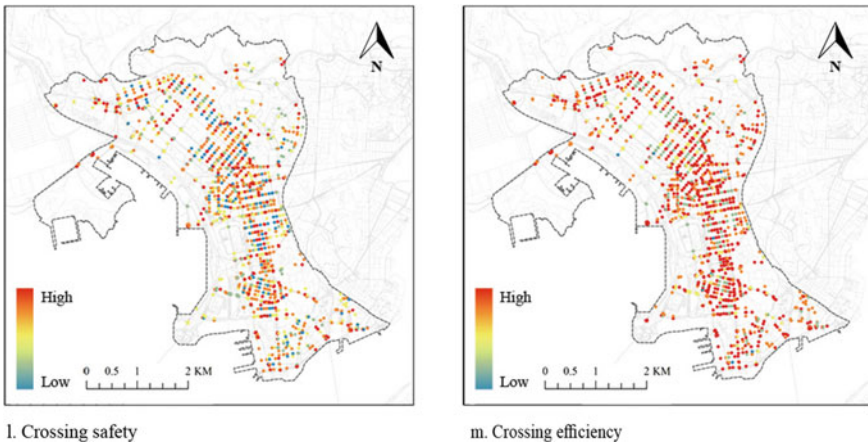 N
High
Low
0 0.5 1 2 KM
N
High
Low
0 0.5 1 2 KM
l. Crossing safety
m. Crossing efficiency